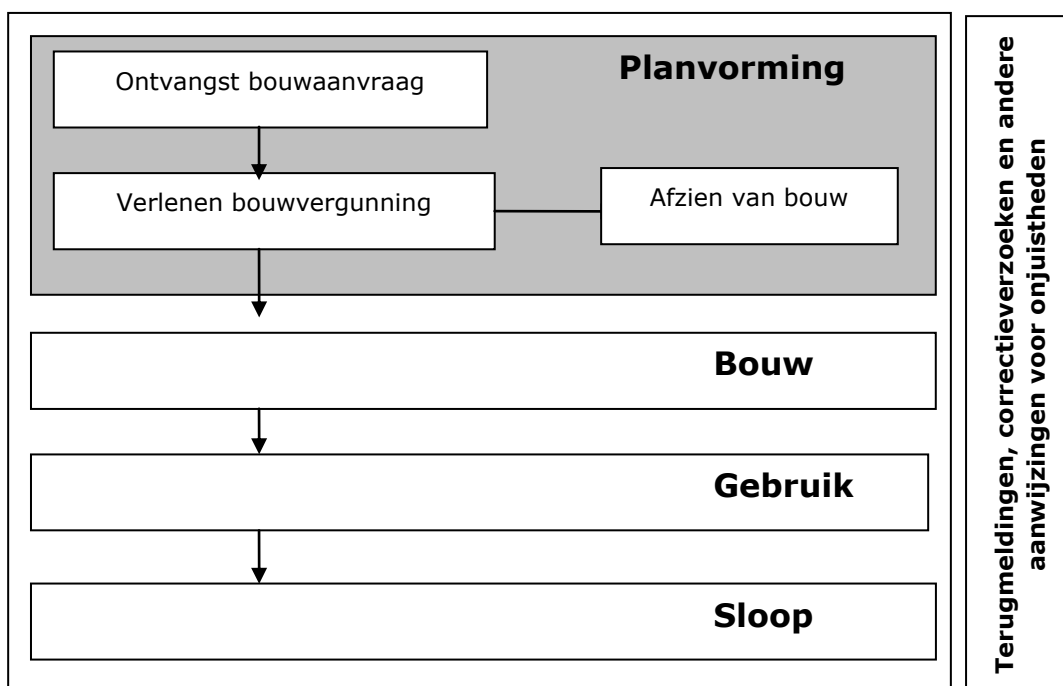 Planvorming
Ontvangst bouwaanvraag
Verlenen bouwvergunning
Afzien van bouw
Bouw
Gebruik
Sloop
Terugmeldingen, correctieverzoeken en andere
aanwijzingen voor onjuistheden